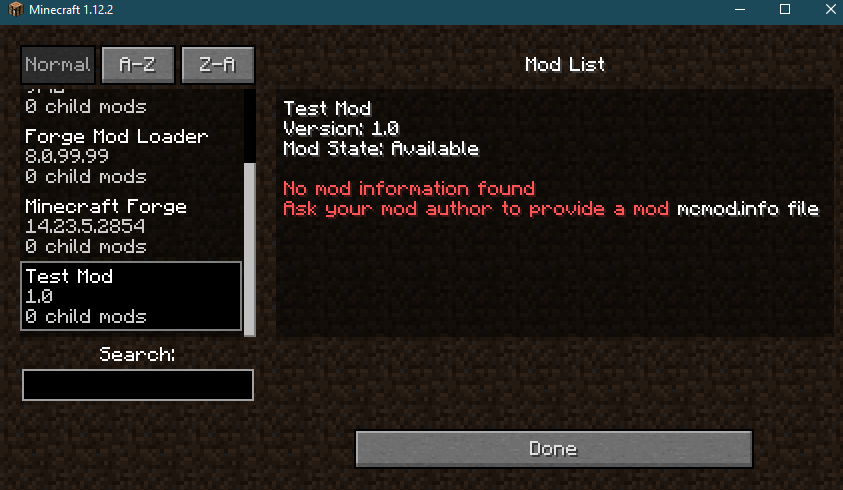 Minecraft 1.12.2
Normal A-Z Z-A
Mod List
0 child mods
Forge Mod Loader
8.0.99.99
0 child mods
Minecraft Forge
14.23.5.2854
0 child mods
Test Mod
1.0
0 child mods
Search:
Test Mod
Version: 1.0
Mod State: Available
No mod information found
Ask your mod author to provide a mod mcmod.info file
Done